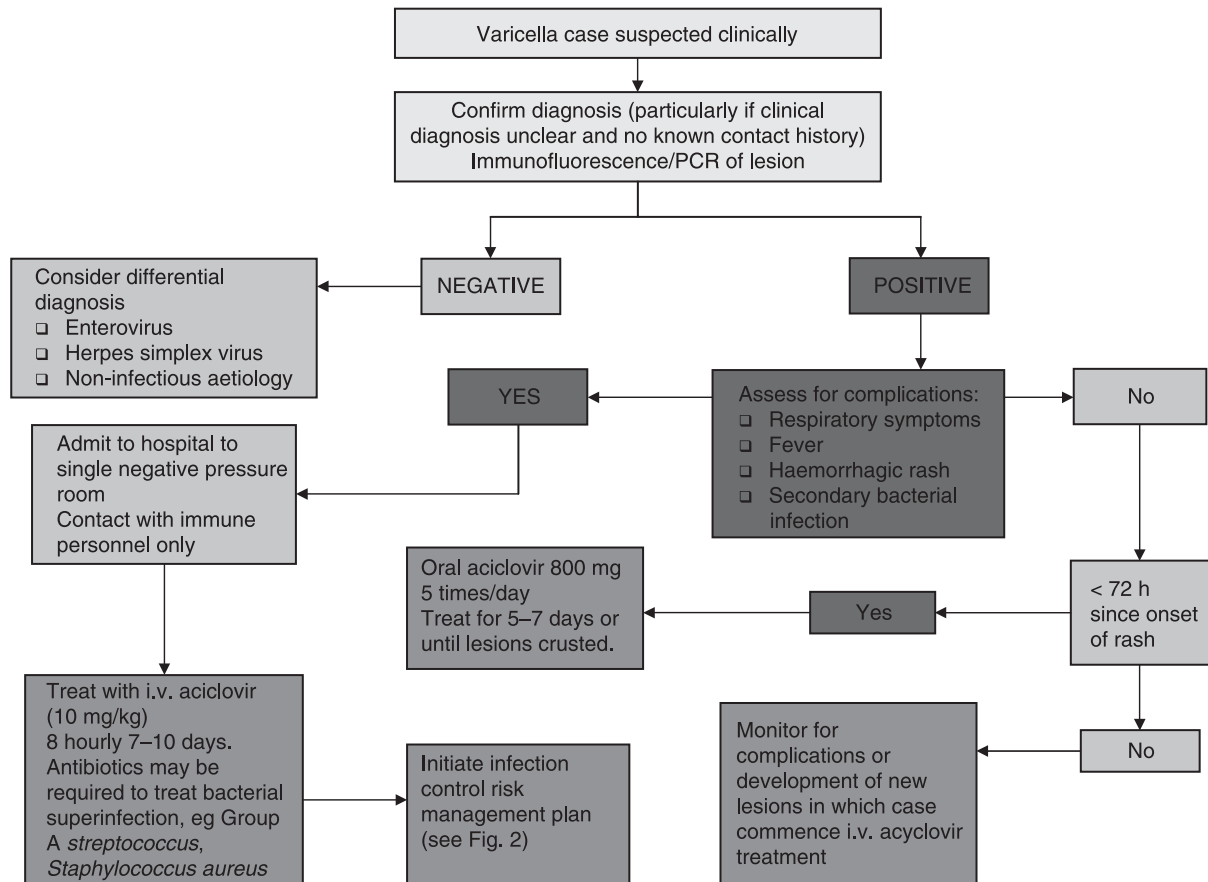 Varicella case suspected clinically
Confirm diagnosis (particularly if clinical
diagnosis unclear and no known contact history)
Immunofluorescence/PCR of lesion
NEGATIVE
POSITIVE
Consider differential
diagnosis
❑ Enterovirus
❑ Herpes simplex virus
❑ Non-infectious aetiology
YES
Assess for complications:
❑ Respiratory symptoms
❑ Fever
❑ Haemorrhagic rash
❑ Secondary bacterial
infection
No
Admit to hospital to
single negative pressure
room
Contact with immune
personnel only
Oral aciclovir 800 mg
5 times/day
Treat for 5–7 days or
until lesions crusted.
Yes
< 72 h
since onset
of rash
Treat with i.v. aciclovir
(10 mg/kg)
8 hourly 7–10 days.
Antibiotics may be
required to treat bacterial
superinfection, eg Group
A streptococcus,
Staphylococcus aureus
Initiate infection
control risk
management plan
(see Fig. 2)
Monitor for
complications or
development of new
lesions in which case
commence i.v. acyclovir
treatment
No